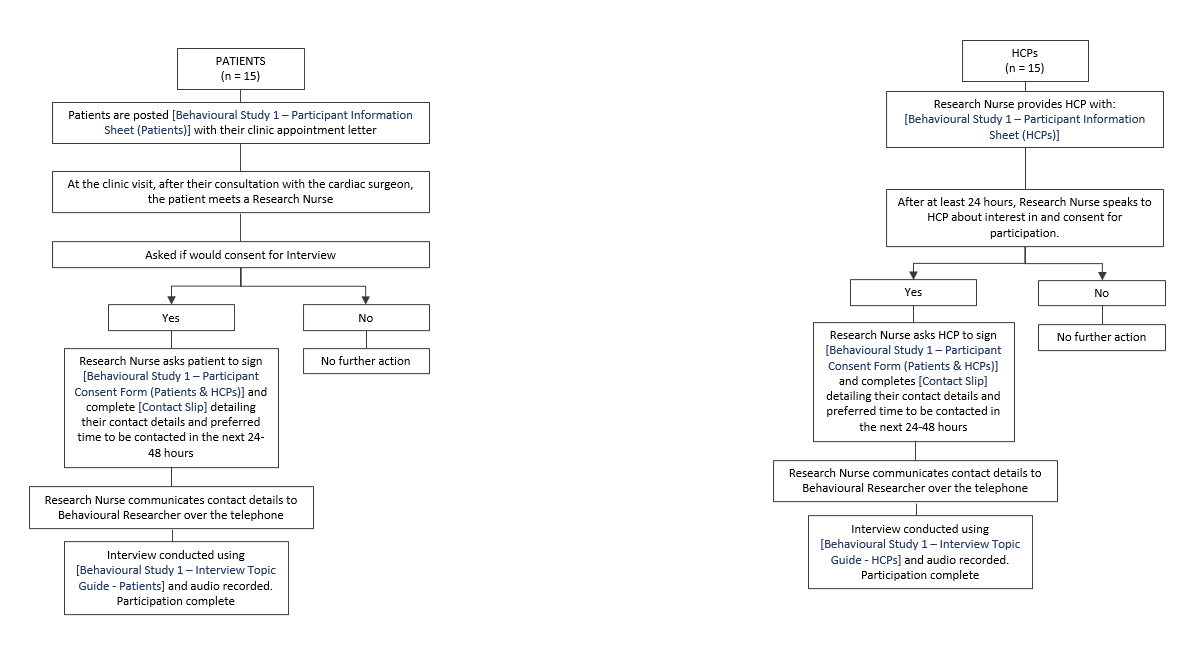 PATIENTS
(n = 15)
Patients are posted [Behavioural Study 1 – Participant Information
Sheet (Patients)] with their clinic appointment letter
At the clinic visit, after their consultation with the cardiac surgeon,
the patient meets a Research Nurse
Asked if would consent for Interview
Yes
No
Research Nurse asks patient to sign
[Behavioural Study 1 – Participant
Consent Form (Patients & HCPs)] and
complete [Contact Slip] detailing
their contact details and preferred
time to be contacted in the next 24-
48 hours
No further action
Research Nurse communicates contact details to
Behavioural Researcher over the telephone
Interview conducted using
[Behavioural Study 1 – Interview Topic
Guide - Patients] and audio recorded.
Participation complete
HCPs
(n = 15)
Research Nurse provides HCP with:
[Behavioural Study 1 – Participant Information
Sheet (HCPs)]
After at least 24 hours, Research Nurse speaks to
HCP about interest in and consent for
participation.
Yes
No
Research Nurse asks HCP to sign
[Behavioural Study 1 – Participant
Consent Form (Patients & HCPs)]
and completes [Contact Slip]
detailing their contact details and
preferred time to be contacted in
the next 24-48 hours
No further action
Research Nurse communicates contact details to
Behavioural Researcher over the telephone
Interview conducted using
[Behavioural Study 1 – Interview Topic
Guide - HCPs] and audio recorded.
Participation complete